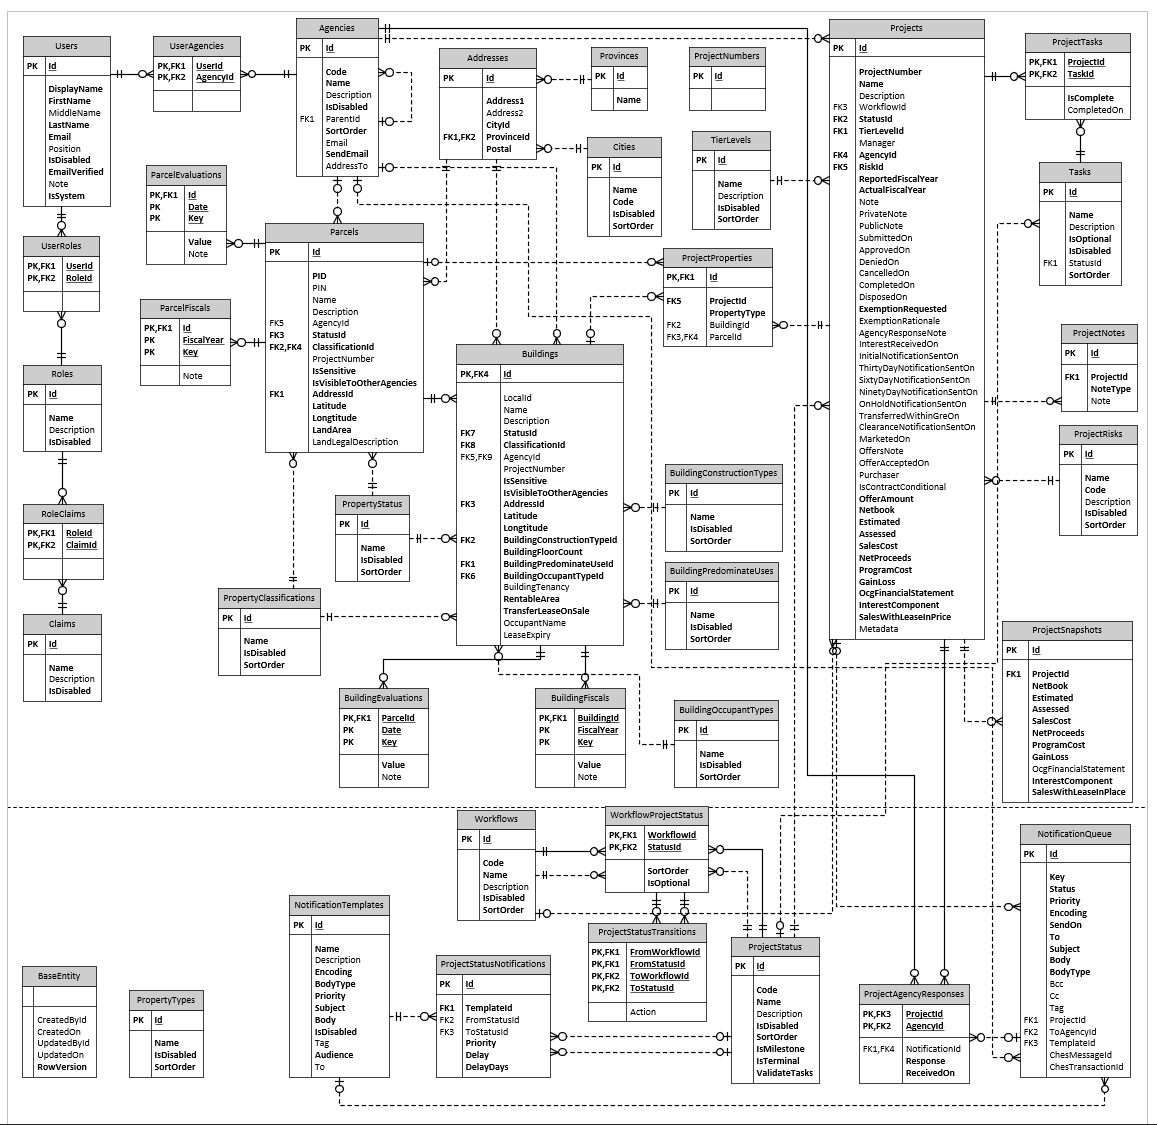 Users
PK Id
DisplayName
FirstName
MiddleName
LastName
Email
Position
IsDisabled
EmailVerified
Note
IsSystem
UserAgencies
PK,FK1 UserId
PK,FK2 AgencyId
Agencies
PK Id
Code
Name
Description
IsDisabled
FK1 ParentId
SortOrder
Email
SendEmail
AddressTo
Addresses
PK Id
Address1
Address2
CityId
FK1,FK2 ProvinceId
Postal
Provinces
PK Id
Name
ProjectNumbers
Projects
PK Id
ProjectNumber
Name
Description
FK3 WorkflowId
FK2 StatusId
FK1 TierLevelId
Manager
FK4 AgencyId
FK5 RiskId
ReportedFiscalYear
ActualFiscalYear
Note
PrivateNote
PublicNote
SubmittedOn
ApprovedOn
DeniedOn
CancelledOn
CompletedOn
DisposedOn
ExemptionRequested
ExemptionRationale
AgencyResponseNote
InterestReceivedOn
InitialNotificationSentOn
ThirtyDayNotificationSentOn
SixtyDayNotificationSentOn
NinetyDayNotificationSentOn
OnHoldNotificationSentOn
TransferredWithinGreOn
ClearanceNotificationSentOn
MarketedOn
OffersNote
OfferAcceptedOn
Purchaser
IsContractConditional
OfferAmount
Netbook
Estimated
Assessed
SalesCost
NetProceeds
ProgramCost
GainLoss
OcgFinancialStatement
InterestComponent
SalesWithLeaseInPrice
Metadata
ProjectTasks
PK,FK1 ProjectId
PK,FK2 TaskId
IsComplete
CompletedOn
Cities
PK Id
Name
Code
IsDisabled
SortOrder
TierLevels
PK Id
Name
Description
IsDisabled
SortOrder
Tasks
PK Id
Name
Description
IsOptional
IsDisabled
FK1 StatusId
SortOrder
ParcelEvaluations
PK,FK1 Id
PK Date
PK Key
Value
Note
UserRoles
PK,FK1 UserId
PK,FK2 RoleId
Parcels
PK Id
PID
PIN
Name
Description
FK5 AgencyId
FK3 StatusId
FK2,FK4 ClassificationId
ProjectNumber
IsSensitive
IsVisibleToOtherAgencies
FK1 AddressId
Latitude
Longtitude
LandArea
LandLegalDescription
ProjectProperties
PK,FK1 Id
FK5 ProjectId
PropertyType
FK2 BuildingId
FK3,FK4 ParcelId
ParcelFiscals
PK,FK1 Id
PK FiscalYear
PK Key
Note
ProjectNotes
PK Id
FK1 ProjectId
NoteType
Note
Buildings
PK,FK4 Id
LocalId
Name
Description
FK7 StatusId
FK8 ClassificationId
FK5,FK9 AgencyId
ProjectNumber
IsSensitive
IsVisibleToOtherAgencies
FK3 AddressId
Latitude
Longtitude
FK2 BuildingConstructionTypeId
BuildingFloorCount
FK1 BuildingPredominateUseId
FK6 BuildingOccupantTypeId
BuildingTenancy
RentableArea
TransferLeaseOnSale
OccupantName
LeaseExpiry
Roles
PK Id
Name
Description
IsDisabled
ProjectRisks
PK Id
Name
Code
Description
IsDisabled
SortOrder
BuildingConstructionTypes
PK Id
Name
IsDisabled
SortOrder
PropertyStatus
PK Id
Name
IsDisabled
SortOrder
RoleClaims
PK,FK1 RoleId
PK,FK2 ClaimId
BuildingPredominateUses
PK Id
Name
IsDisabled
SortOrder
PropertyClassifications
PK Id
Name
IsDisabled
SortOrder
Claims
PK Id
Name
Description
IsDisabled
ProjectSnapshots
PK Id
FK1 ProjectId
NetBook
Estimated
Assessed
SalesCost
NetProceeds
ProgramCost
GainLoss
OcgFinancialStatement
InterestComponent
SalesWithLeaseInPlace
BuildingEvaluations
PK,FK1 ParcelId
PK Date
PK Key
Value
Note
BuildingFiscals
PK,FK1 BuildingId
PK FiscalYear
PK Key
Value
Note
BuildingOccupantTypes
PK Id
Name
IsDisabled
SortOrder
Workflows
PK Id
Code
Name
Description
IsDisabled
SortOrder
WorkflowProjectStatus
PK,FK1 WorkflowId
PK,FK2 StatusId
SortOrder
IsOptional
NotificationQueue
PK Id
Key
Status
Priority
Encoding
SendOn
To
Subject
Body
BodyType
Bcc
Cc
Tag
FK1 ProjectId
FK2 ToAgencyId
FK3 TemplateId
ChesMessageId
ChesTransactionId
NotificationTemplates
PK Id
Name
Description
Encoding
BodyType
Priority
Subject
Body
IsDisabled
Tag
Audience
To
ProjectStatusTransitions
PK,FK1 FromWorkflowId
PK,FK1 FromStatusId
PK,FK2 ToWorkflowId
PK,FK2 ToStatusId
Action
ProjectStatus
PK Id
Code
Name
Description
IsDisabled
SortOrder
IsMilestone
IsTerminal
ValidateTasks
ProjectStatusNotifications
PK Id
FK1 TemplateId
FK2 FromStatusId
FK3 ToStatusId
Priority
Delay
DelayDays
BaseEntity
CreatedById
CreatedOn
UpdatedById
UpdatedOn
RowVersion
PropertyTypes
PK Id
Name
IsDisabled
SortOrder
ProjectAgencyResponses
PK,FK3 ProjectId
PK,FK2 AgencyId
FK1,FK4 NotificationId
Response
ReceivedOn